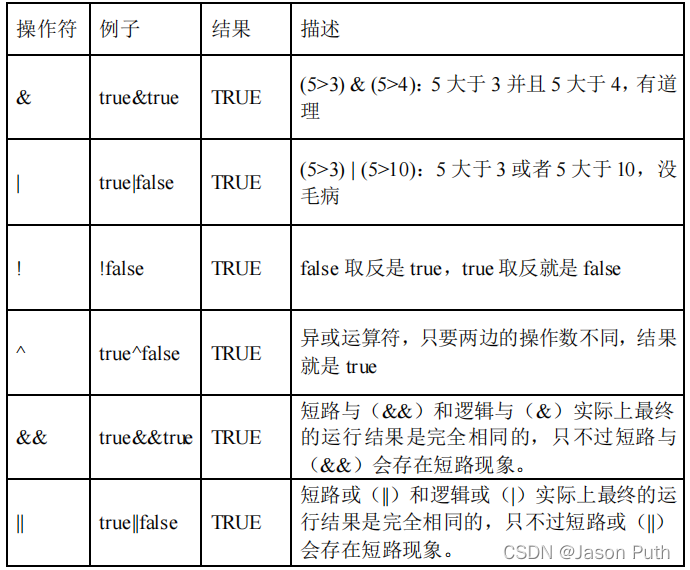 操作符 例子 结果 描述
& true&true TRUE (5>3) & (5>4)：5 大于 3 并且 5 大于 4，有道
理
| true|false TRUE (5>3) | (5>10)：5 大于 3 或者 5 大于 10，没
毛病
! !false TRUE false 取反是 true，true 取反就是 false
^ true^false TRUE 异或运算符，只要两边的操作数不同，结果
就是 true
&& true&&true TRUE 短路与（&&）和逻辑与（&）实际上最终
的运行结果是完全相同的，只不过短路与
（&&）会存在短路现象。
|| true||false TRUE 短路或（||）和逻辑或（|）实际上最终的运
行结果是完全相同的，只不过短路或（||）
会存在短路现象。
CSDN @Jason Puth